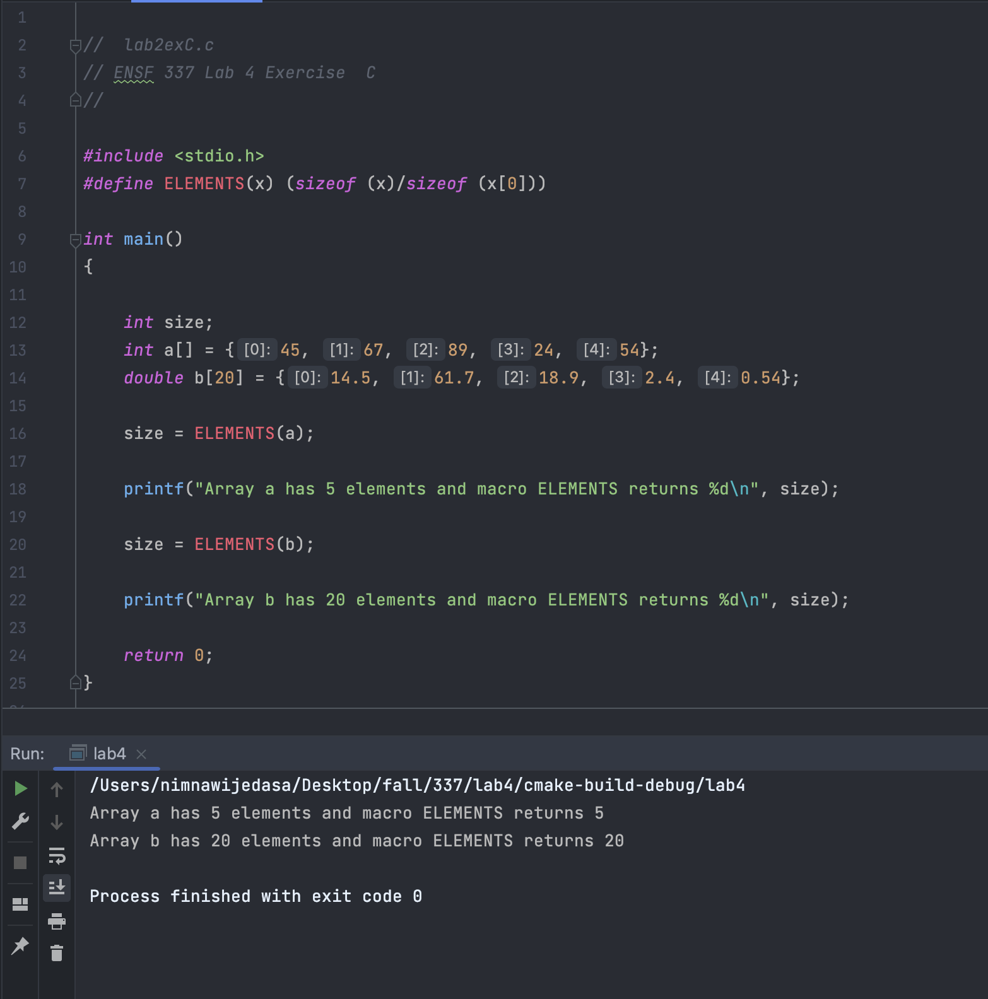 1
2 //  lab2exC.c
3 // ENSF 337 Lab 4 Exercise  C
4 //
5
6 #include <stdio.h>
7 #define ELEMENTS(x) (sizeof (x)/sizeof (x[0]))
8
9 int main()
10 {
11
12     int size;
13     int a[] = {[0]: 45, [1]: 67, [2]: 89, [3]: 24, [4]: 54};
14     double b[20] = {[0]: 14.5, [1]: 61.7, [2]: 18.9, [3]: 2.4, [4]: 0.54};
15
16     size = ELEMENTS(a);
17
18     printf("Array a has 5 elements and macro ELEMENTS returns %d\n", size);
19
20     size = ELEMENTS(b);
21
22     printf("Array b has 20 elements and macro ELEMENTS returns %d\n", size);
23
24     return 0;
25 }
Run: lab4
/Users/nimnawijedasa/Desktop/fall/337/lab4/cmake-build-debug/lab4
Array a has 5 elements and macro ELEMENTS returns 5
Array b has 20 elements and macro ELEMENTS returns 20
Process finished with exit code 0